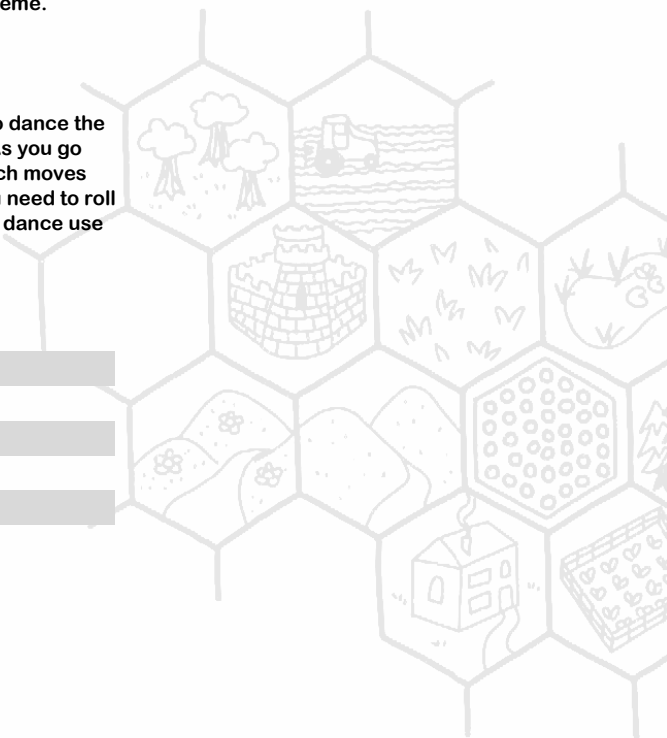 eme.
o dance the
s you go
ch moves
need to roll
dance use